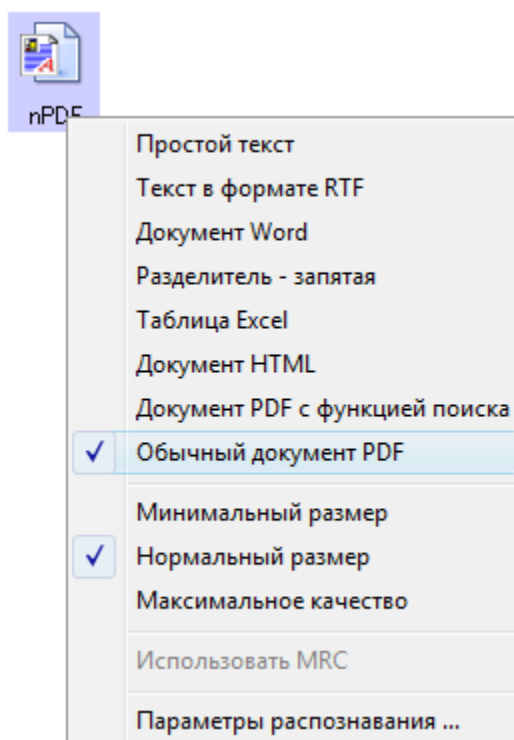 nPDF
Простой текст
Текст в формате RTF
Документ Word
Разделитель - запятая
Таблица Excel
Документ HTML
Документ PDF с функцией поиска
Обычный документ PDF
Минимальный размер
Нормальный размер
Максимальное качество
Использовать MRC
Параметры распознавания ...